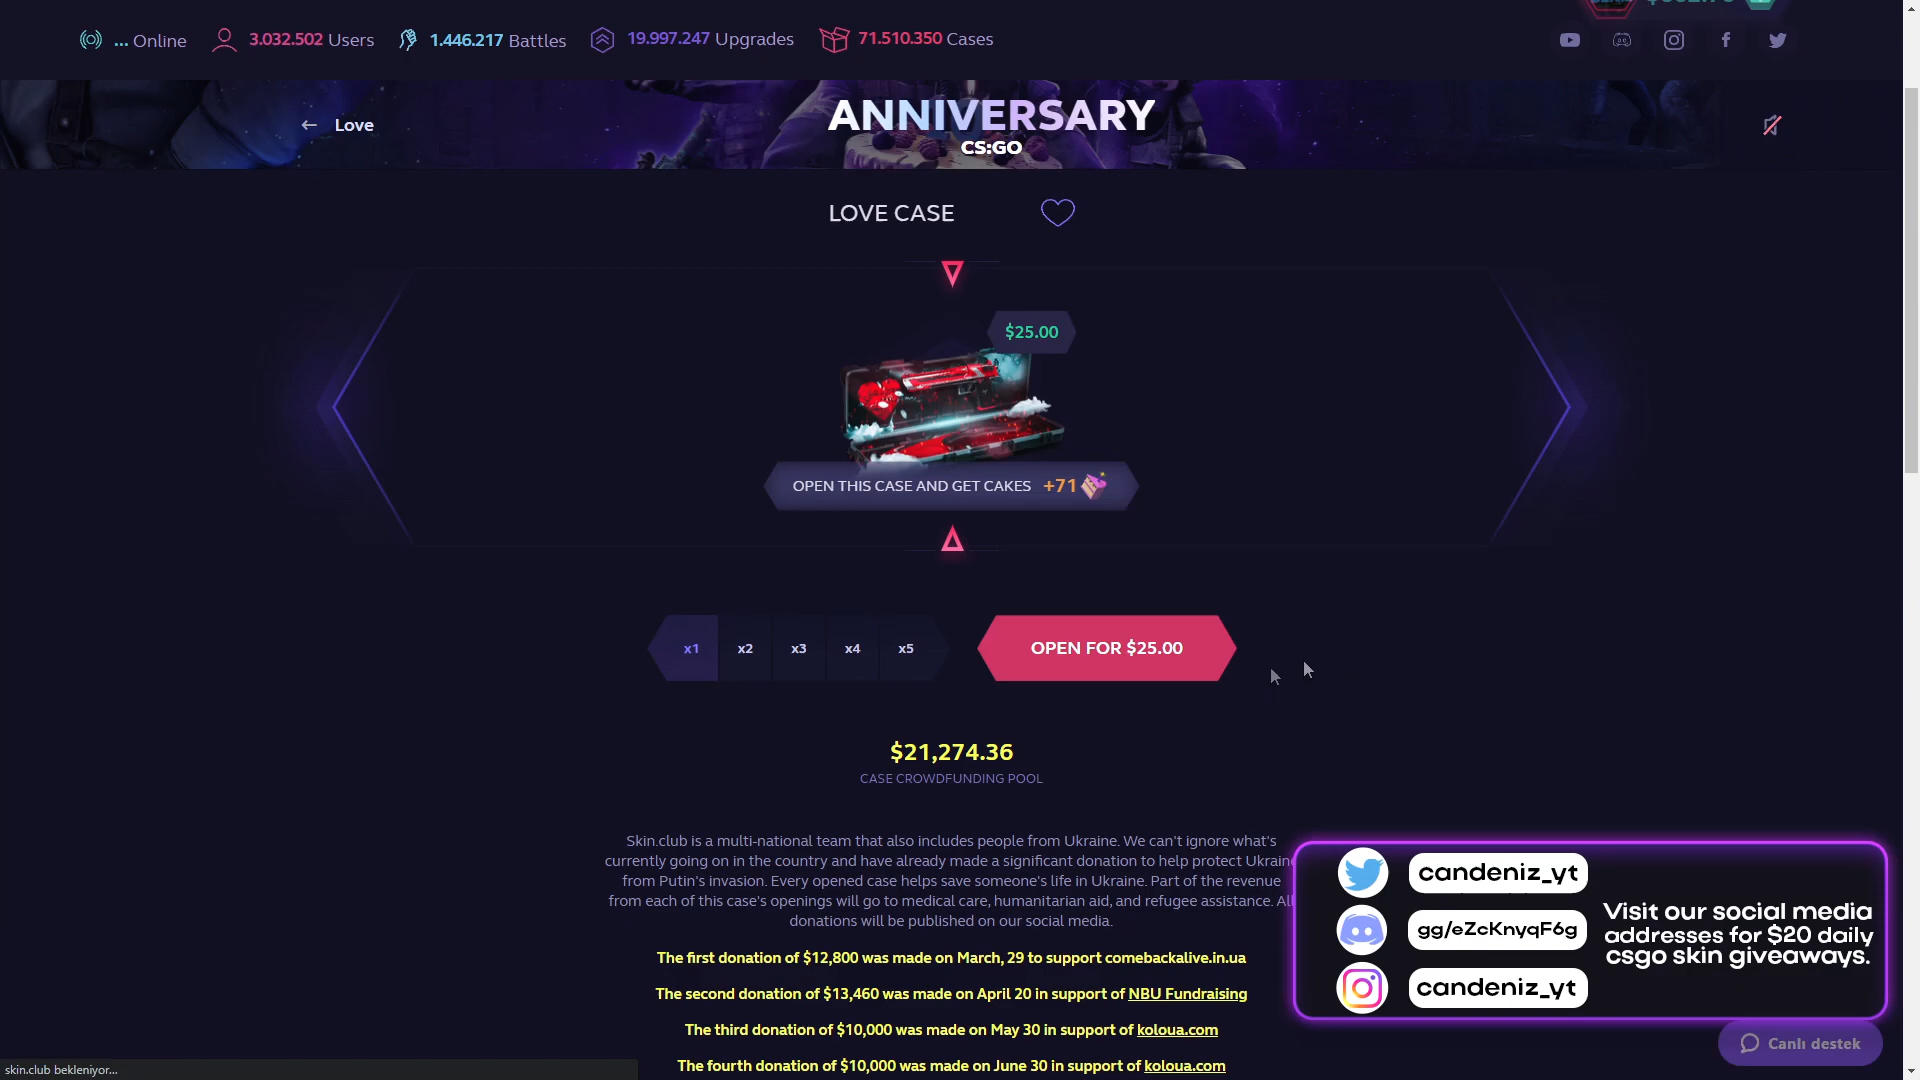 ... Online 3.032.502 Users 1.446.217 Battles 19.997.247 Upgrades 71.510.350 Cases
← Love
ANNIVERSARY
CS:GO
LOVE CASE
$25.00
OPEN THIS CASE AND GET CAKES +71
x1 x2 x3 x4 x5
OPEN FOR $25.00
$21,274.36
CASE CROWDFUNDING POOL
Skin.club is a multi-national team that also includes people from Ukraine. We can't ignore what's
currently going on in the country and have already made a significant donation to help protect Ukraine
from Putin's invasion. Every opened case helps save someone's life in Ukraine. Part of the revenue
from each of this case's openings will go to medical care, humanitarian aid, and refugee assistance. All
donations will be published on our social media.
The first donation of $12,800 was made on March, 29 to support comebackalive.in.ua
The second donation of $13,460 was made on April 20 in support of NBU Fundraising
The third donation of $10,000 was made on May 30 in support of koloua.com
The fourth donation of $10,000 was made on June 30 in support of koloua.com
candeniz_yt
gg/eZcKnyqF6g
candeniz_yt
Visit our social media
addresses for $20 daily
csgo skin giveaways.
Canlı destek
skin.club bekleniyor...